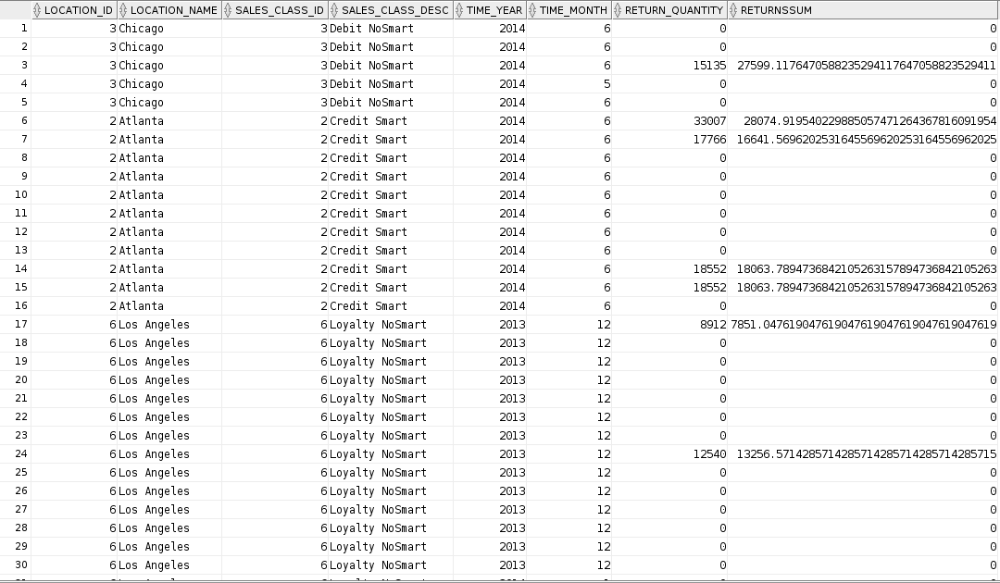 LOCATION_ID LOCATION_NAME SALES_CLASS_ID SALES_CLASS_DESC TIME_YEAR TIME_MONTH RETURN_QUANTITY RETURNSSUM
1 3 Chicago 3 Debit NoSmart 2014 6 0 0
2 3 Chicago 3 Debit NoSmart 2014 6 0 0
3 3 Chicago 3 Debit NoSmart 2014 6 15135 27599.1176470588235294117647058823529411
4 3 Chicago 3 Debit NoSmart 2014 5 0 0
5 3 Chicago 3 Debit NoSmart 2014 6 0 0
6 2 Atlanta 2 Credit Smart 2014 6 33007 28074.919540229885057471264367816091954
7 2 Atlanta 2 Credit Smart 2014 6 17766 16641.5696202531645569620253164556962025
8 2 Atlanta 2 Credit Smart 2014 6 0 0
9 2 Atlanta 2 Credit Smart 2014 6 0 0
10 2 Atlanta 2 Credit Smart 2014 6 0 0
11 2 Atlanta 2 Credit Smart 2014 6 0 0
12 2 Atlanta 2 Credit Smart 2014 6 0 0
13 2 Atlanta 2 Credit Smart 2014 6 0 0
14 2 Atlanta 2 Credit Smart 2014 6 18552 18063.7894736842105263157894736842105263
15 2 Atlanta 2 Credit Smart 2014 6 18552 18063.7894736842105263157894736842105263
16 2 Atlanta 2 Credit Smart 2014 6 0 0
17 6 Los Angeles 6 Loyalty NoSmart 2013 12 8912 7851.047619047619047619047619047619047619
18 6 Los Angeles 6 Loyalty NoSmart 2013 12 0 0
19 6 Los Angeles 6 Loyalty NoSmart 2013 12 0 0
20 6 Los Angeles 6 Loyalty NoSmart 2013 12 0 0
21 6 Los Angeles 6 Loyalty NoSmart 2013 12 0 0
22 6 Los Angeles 6 Loyalty NoSmart 2013 12 0 0
23 6 Los Angeles 6 Loyalty NoSmart 2013 12 0 0
24 6 Los Angeles 6 Loyalty NoSmart 2013 12 12540 13256.5714285714285714285714285714285715
25 6 Los Angeles 6 Loyalty NoSmart 2013 12 0 0
26 6 Los Angeles 6 Loyalty NoSmart 2013 12 0 0
27 6 Los Angeles 6 Loyalty NoSmart 2013 12 0 0
28 6 Los Angeles 6 Loyalty NoSmart 2013 12 0 0
29 6 Los Angeles 6 Loyalty NoSmart 2013 12 0 0
30 6 Los Angeles 6 Loyalty NoSmart 2013 12 0 0